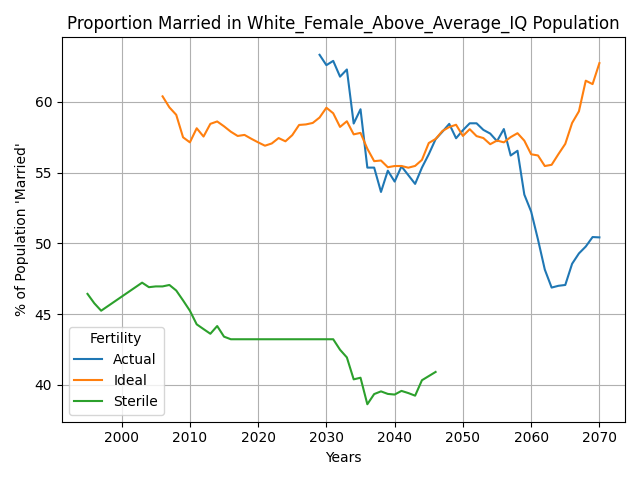 Proportion Married in White_Female_Above_Average_IQ Population
% of Population 'Married'
60
55
50
45
40
Fertility
Actual
Ideal
Sterile
2000 2010 2020 2030 2040 2050 2060 2070
Years